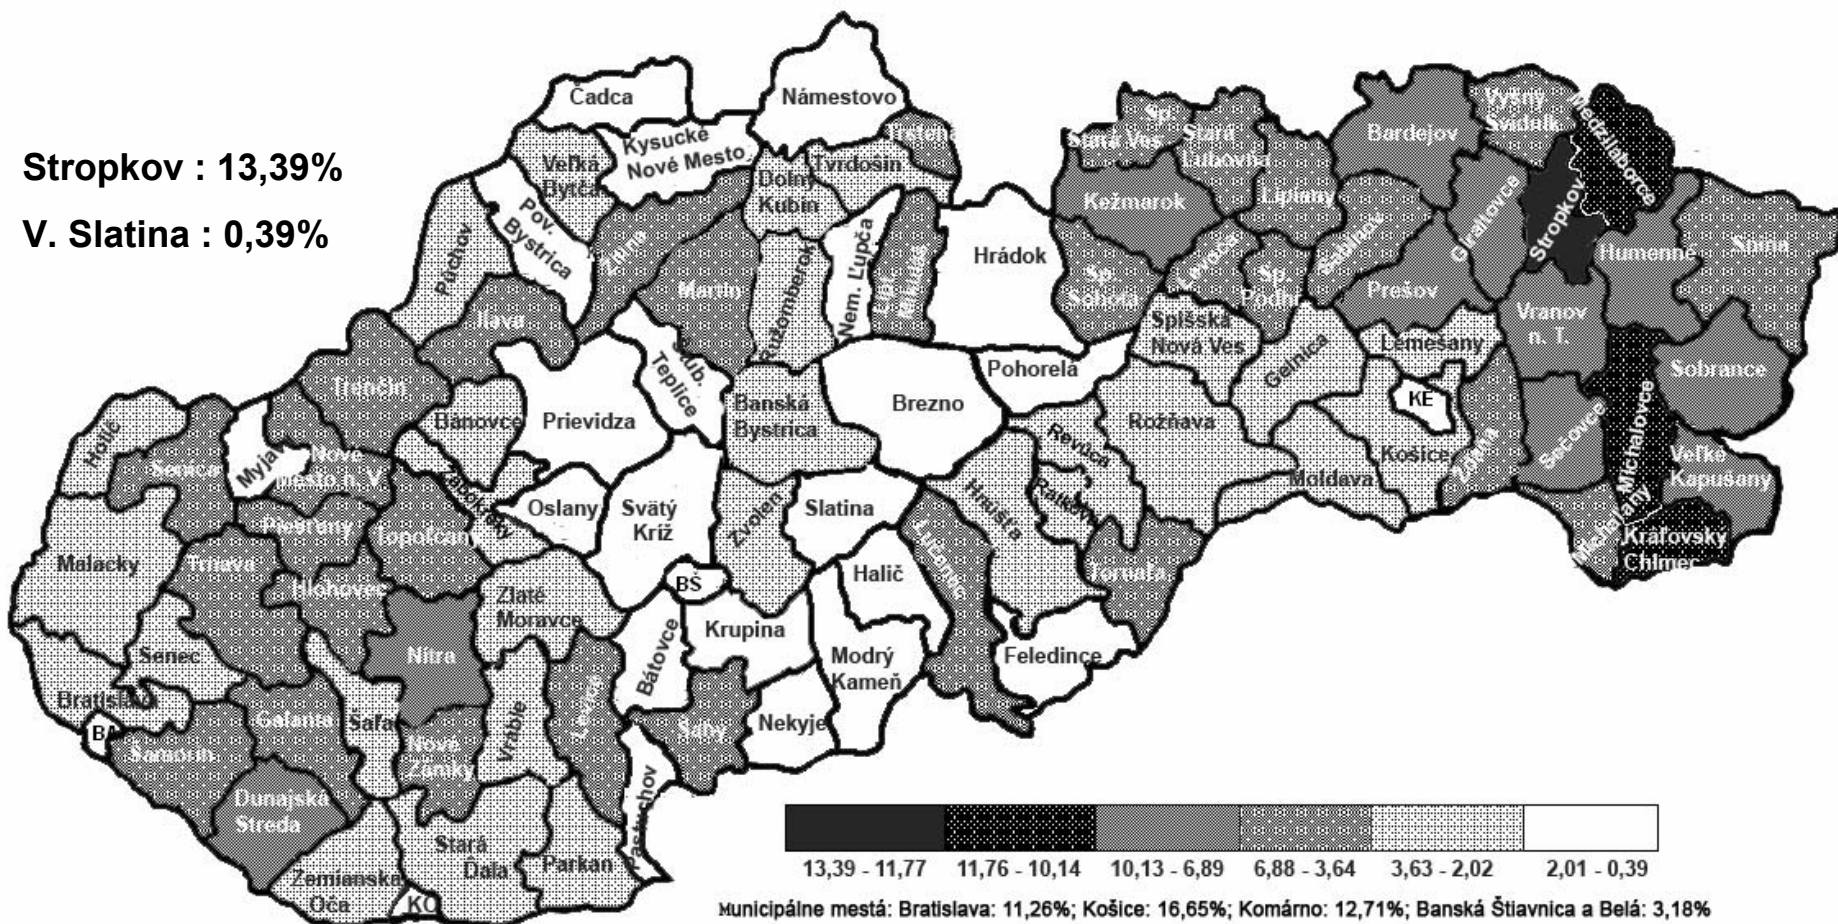 Stropkov : 13,39%
V. Slatina : 0,39%
Čadca
Námestovo
Kysucké
Nové Mesto
Veľká
Bytča
Trstená
Tvrdošín
Dolný
Kubín
Pov.
Bystrica
Púchov
Žilina
Martin
Ružomberok
Nem. Ľupča
Lipt.
Mikuláš
Hrádok
Sp.
Stará Ves
Stará
Ľubovňa
Lipiany
Kežmarok
Sp.
Sobota
Levoča
Sp.
Podhr.
Sabinov
Bardejov
Vyšný
Svidník
Medzilaborce
Giraltovce
Stropkov
Humenné
Snina
Prešov
Vranov
n. T.
Sobrance
Spišská
Nová Ves
Gelnica
Lemešany
KE
Košice
Moldava
Rožňava
Pohorelá
Brezno
Ilava
Trenčín
Bánovce
Prievidza
Štub.
Teplice
Banská
Bystrica
Revúca
Ratková
Hnúšťa
Ždaňa
Sečovce
Michalovce
Veľké
Kapušany
Kráľovský
Chlmec
Holíč
Senica
Myjava
Nové
mesto n. V.
Piešťany
Topoľčany
Žabokreky
Oslany
Svätý
Kríž
Zvolen
Slatina
Lučenec
Tornaľa
Malacky
Trnava
Hlohovec
Zlaté
Moravce
BŠ
Halič
Krupina
Bátovce
Modrý
Kameň
Feledince
Senec
Nitra
Bratislava
BA
Šamorín
Galanta
Šaľa
Nové
Zámky
Vráble
Levice
Šahy
Nekyje
Dunajská
Streda
Stará
Ďala
Parkan
Pastuchov
Zemianska
Oča
KO
13,39 - 11,77
11,76 - 10,14
10,13 - 6,89
6,88 - 3,64
3,63 - 2,02
2,01 - 0,39
Municipálne mestá: Bratislava: 11,26%; Košice: 16,65%; Komárno: 12,71%; Banská Štiavnica a Belá: 3,18%